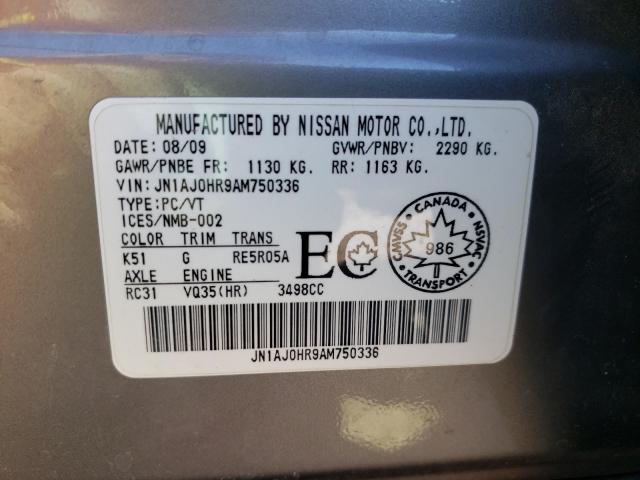 MANUFACTURED BY NISSAN MOTOR CO.,LTD.
DATE: 08/09 GVWR/PNBV: 2290 KG.
GAWR/PNBE FR: 1130 KG. RR: 1163 KG.
VIN: JN1AJ0HR9AM750336
TYPE:PC/VT
ICES/NMB-002
COLOR TRIM TRANS
K51 G RE5R05A
AXLE ENGINE
RC31 VQ35(HR) 3498CC
EC
CANADA
CMVSS 986 NSVAC
TRANSPORT
JN1AJ0HR9AM750336